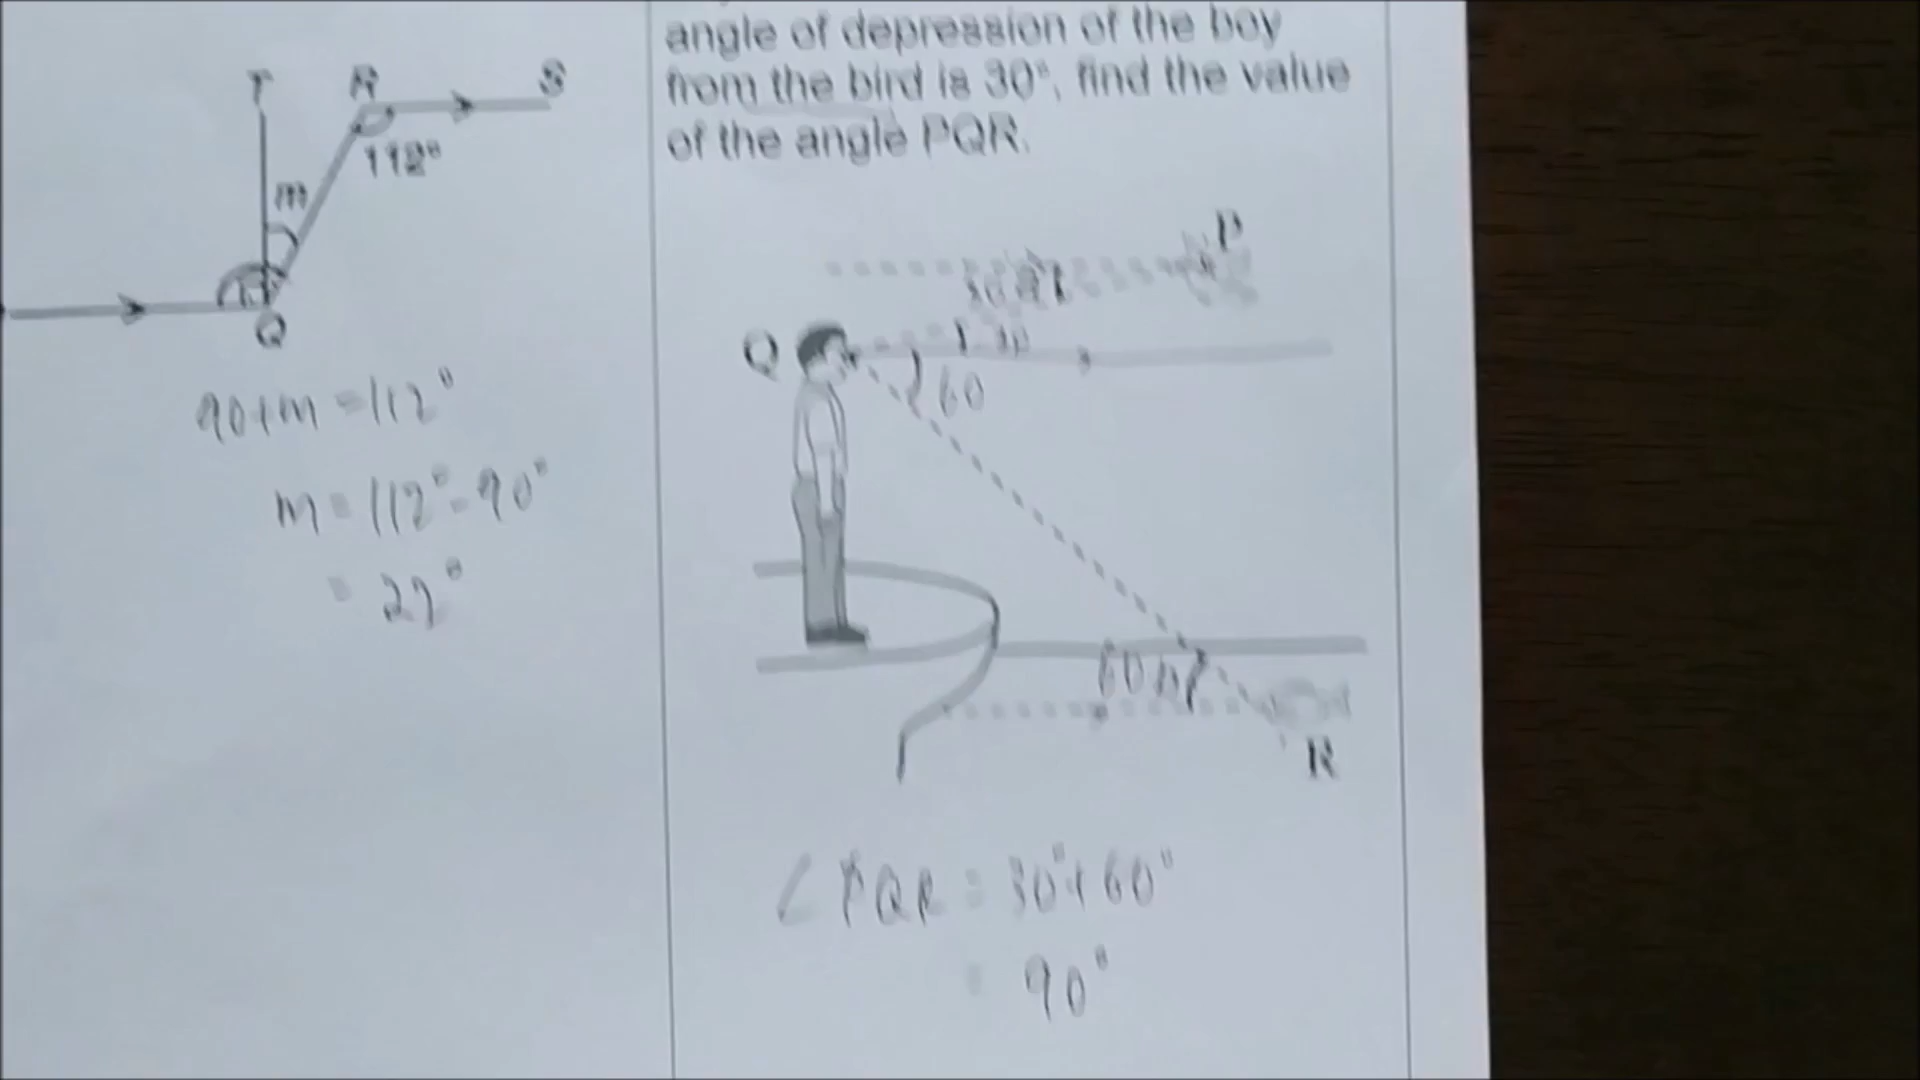 T R S
112°
m
Q
90+m = 112°
m = 112° - 90°
= 22°
angle of depression of the boy
from the bird is 30°, find the value
of the angle PQR.
P
Q
60
R
∠PQR = 30° + 60°
= 90°